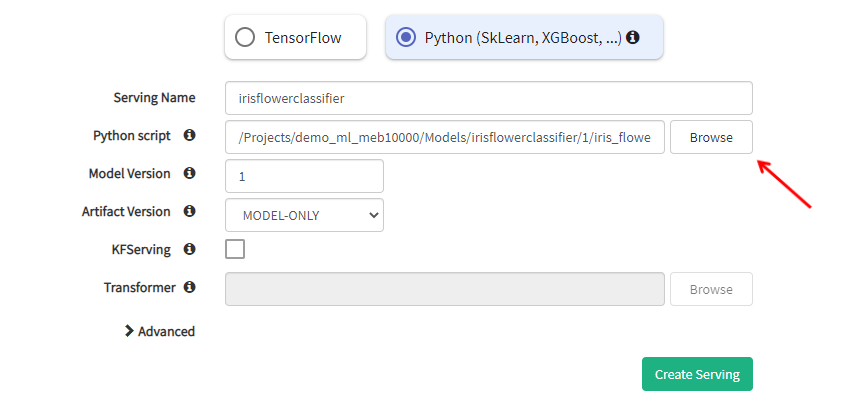 TensorFlow Python (SkLearn, XGBoost, ...)
Serving Name irisflowerclassifier
Python script /Projects/demo_ml_meb10000/Models/irisflowerclassifier/1/iris_flowe Browse
Model Version 1
Artifact Version MODEL-ONLY
KFServing
Transformer Browse
Advanced
Create Serving